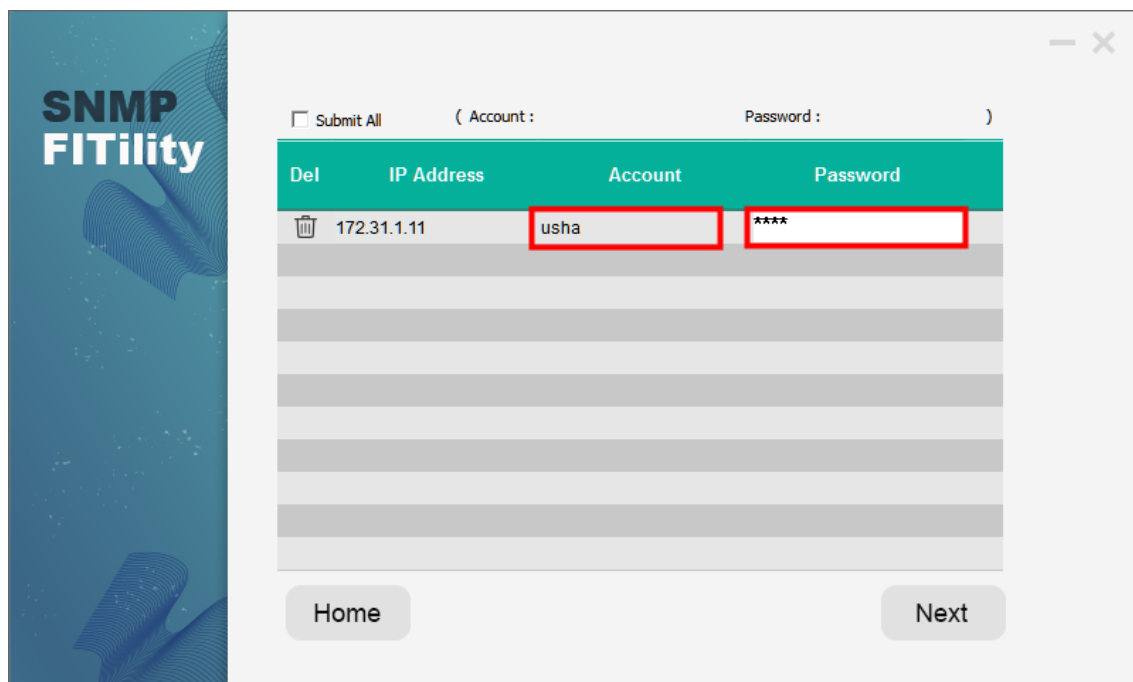 SNMP
FITility
Submit All ( Account : Password : )
Del IP Address Account Password
172.31.1.11 usha ****
Home Next